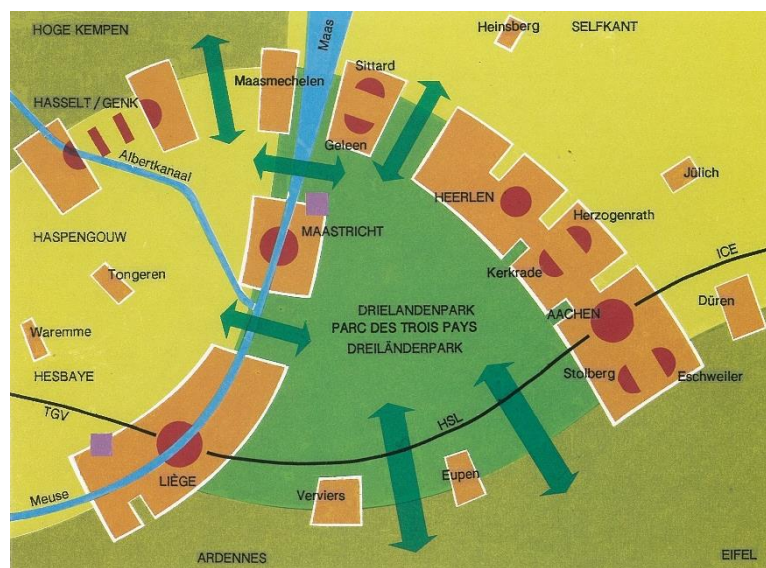 HOGE KEMPEN
Maas
Heinsberg
SELFKANT
Sittard
Maasmechelen
HASSELT/GENK
Geleen
Albertkanaal
Jülich
HEERLEN
Herzogenrath
MAASTRICHT
HASPENGOUW
ICE
Kerkrade
Tongeren
Düren
DRIELANDENPARK
AACHEN
PARC DES TROIS PAYS
Waremme
DREILÄNDERPARK
HESBAYE
Stolberg
Eschweiler
TGV
HSL
LIÈGE
Eupen
Meuse
Verviers
ARDENNES
EIFEL